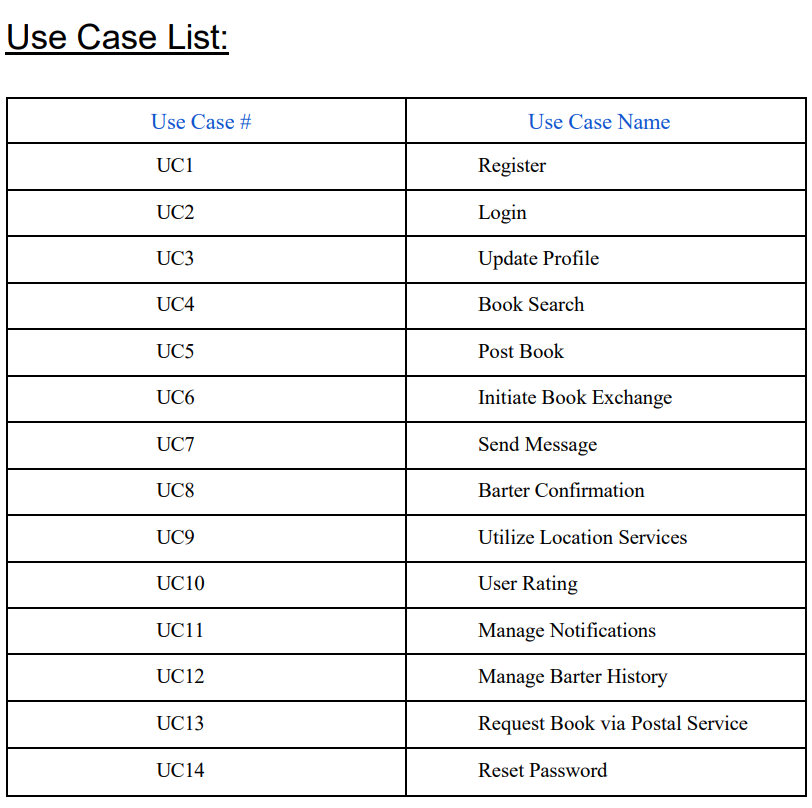 Use Case List:
Use Case # Use Case Name
UC1 Register
UC2 Login
UC3 Update Profile
UC4 Book Search
UC5 Post Book
UC6 Initiate Book Exchange
UC7 Send Message
UC8 Barter Confirmation
UC9 Utilize Location Services
UC10 User Rating
UC11 Manage Notifications
UC12 Manage Barter History
UC13 Request Book via Postal Service
UC14 Reset Password